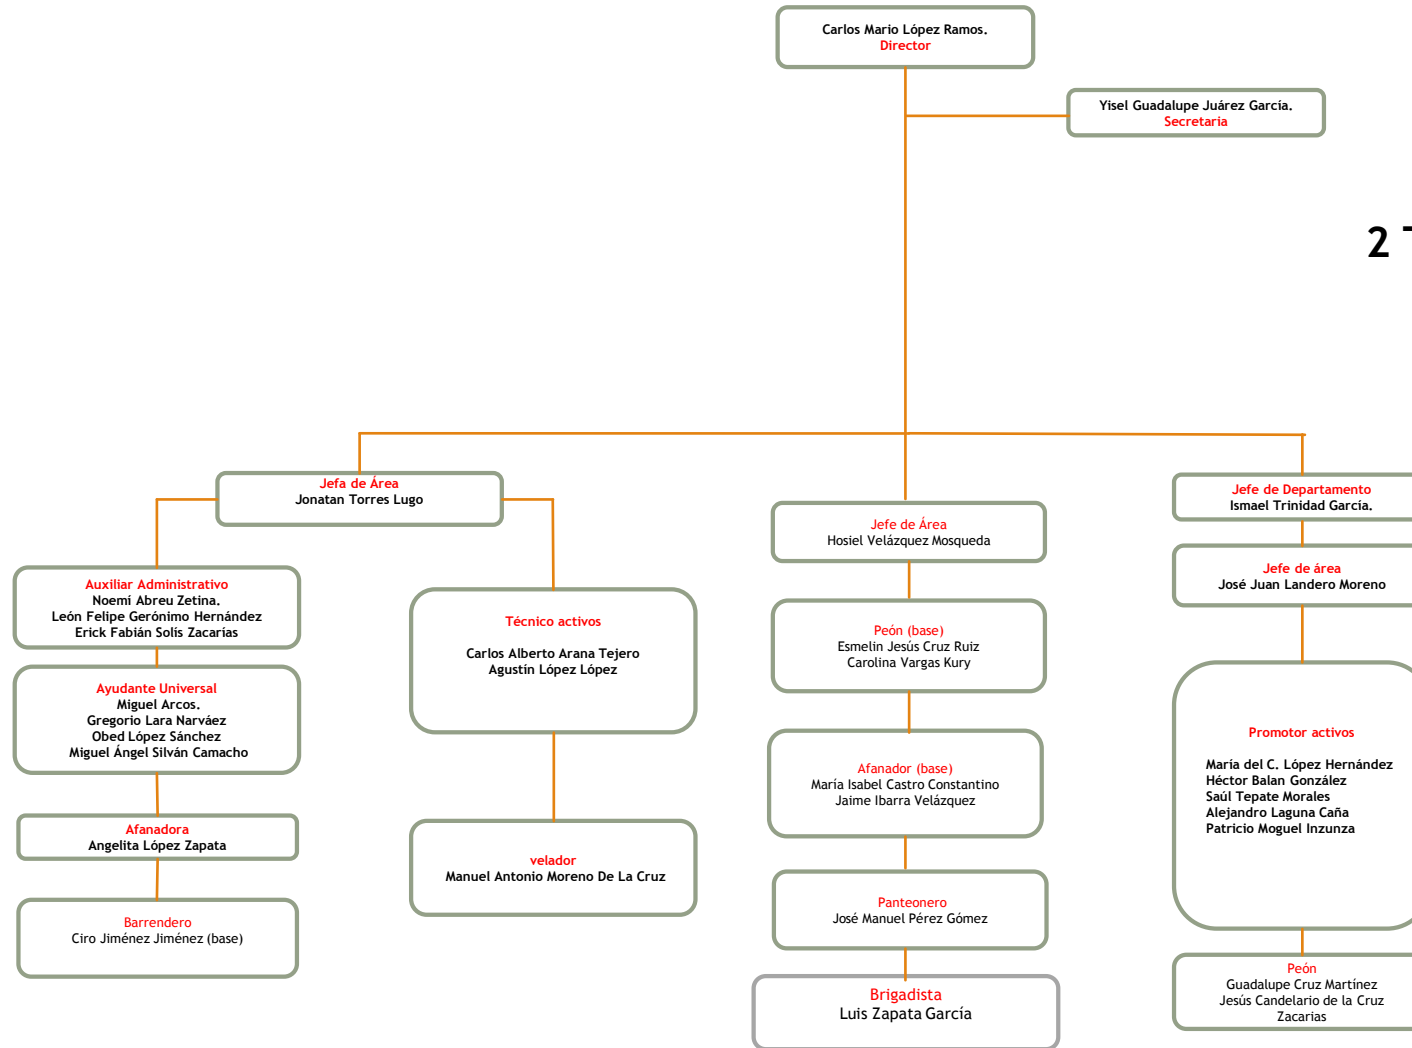 Carlos Mario López Ramos.
Director
Yisel Guadalupe Juárez García.
Secretaria
2
Jefa de Área
Jonatan Torres Lugo
Auxiliar Administrativo
Noemí Abreu Zetina.
León Felipe Gerónimo Hernández
Erick Fabián Solís Zacarías
Ayudante Universal
Miguel Arcos.
Gregorio Lara Narváez
Obed López Sánchez
Miguel Ángel Silván Camacho
Afanadora
Angelita López Zapata
Barrendero
Ciro Jiménez Jiménez (base)
Técnico activos
Carlos Alberto Arana Tejero
Agustín López López
velador
Manuel Antonio Moreno De La Cruz
Jefe de Área
Hosiel Velázquez Mosqueda
Peón (base)
Esmelin Jesús Cruz Ruiz
Carolina Vargas Kury
Afanador (base)
María Isabel Castro Constantino
Jaime Ibarra Velázquez
Panteonero
José Manuel Pérez Gómez
Brigadista
Luis Zapata García
Jefe de Departamento
Ismael Trinidad García.
Jefe de área
José Juan Landero Moreno
Promotor activos
María del C. López Hernández
Héctor Balan González
Saúl Tepate Morales
Alejandro Laguna Caña
Patricio Moguel Inzunza
Peón
Guadalupe Cruz Martínez
Jesús Candelario de la Cruz
Zacarias